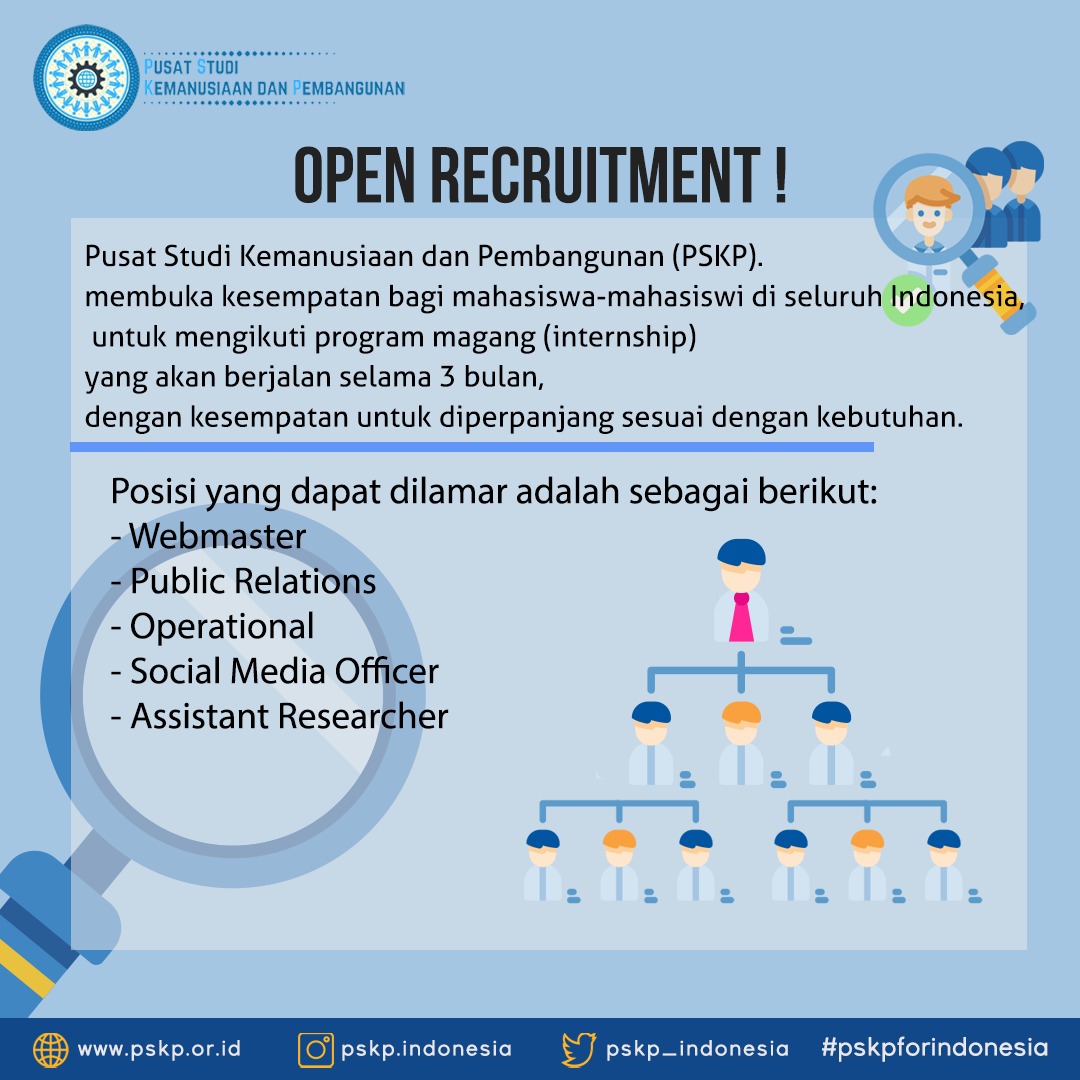 Pusat Studi
Kemanusiaan dan Pembangunan
OPEN RECRUITMENT !
Pusat Studi Kemanusiaan dan Pembangunan (PSKP).
membuka kesempatan bagi mahasiswa-mahasiswi di seluruh Indonesia,
untuk mengikuti program magang (internship)
yang akan berjalan selama 3 bulan,
dengan kesempatan untuk diperpanjang sesuai dengan kebutuhan.
Posisi yang dapat dilamar adalah sebagai berikut:
- Webmaster
- Public Relations
- Operational
- Social Media Officer
- Assistant Researcher
www.pskp.or.id
pskp.indonesia
pskp_indonesia
#pskpforindonesia